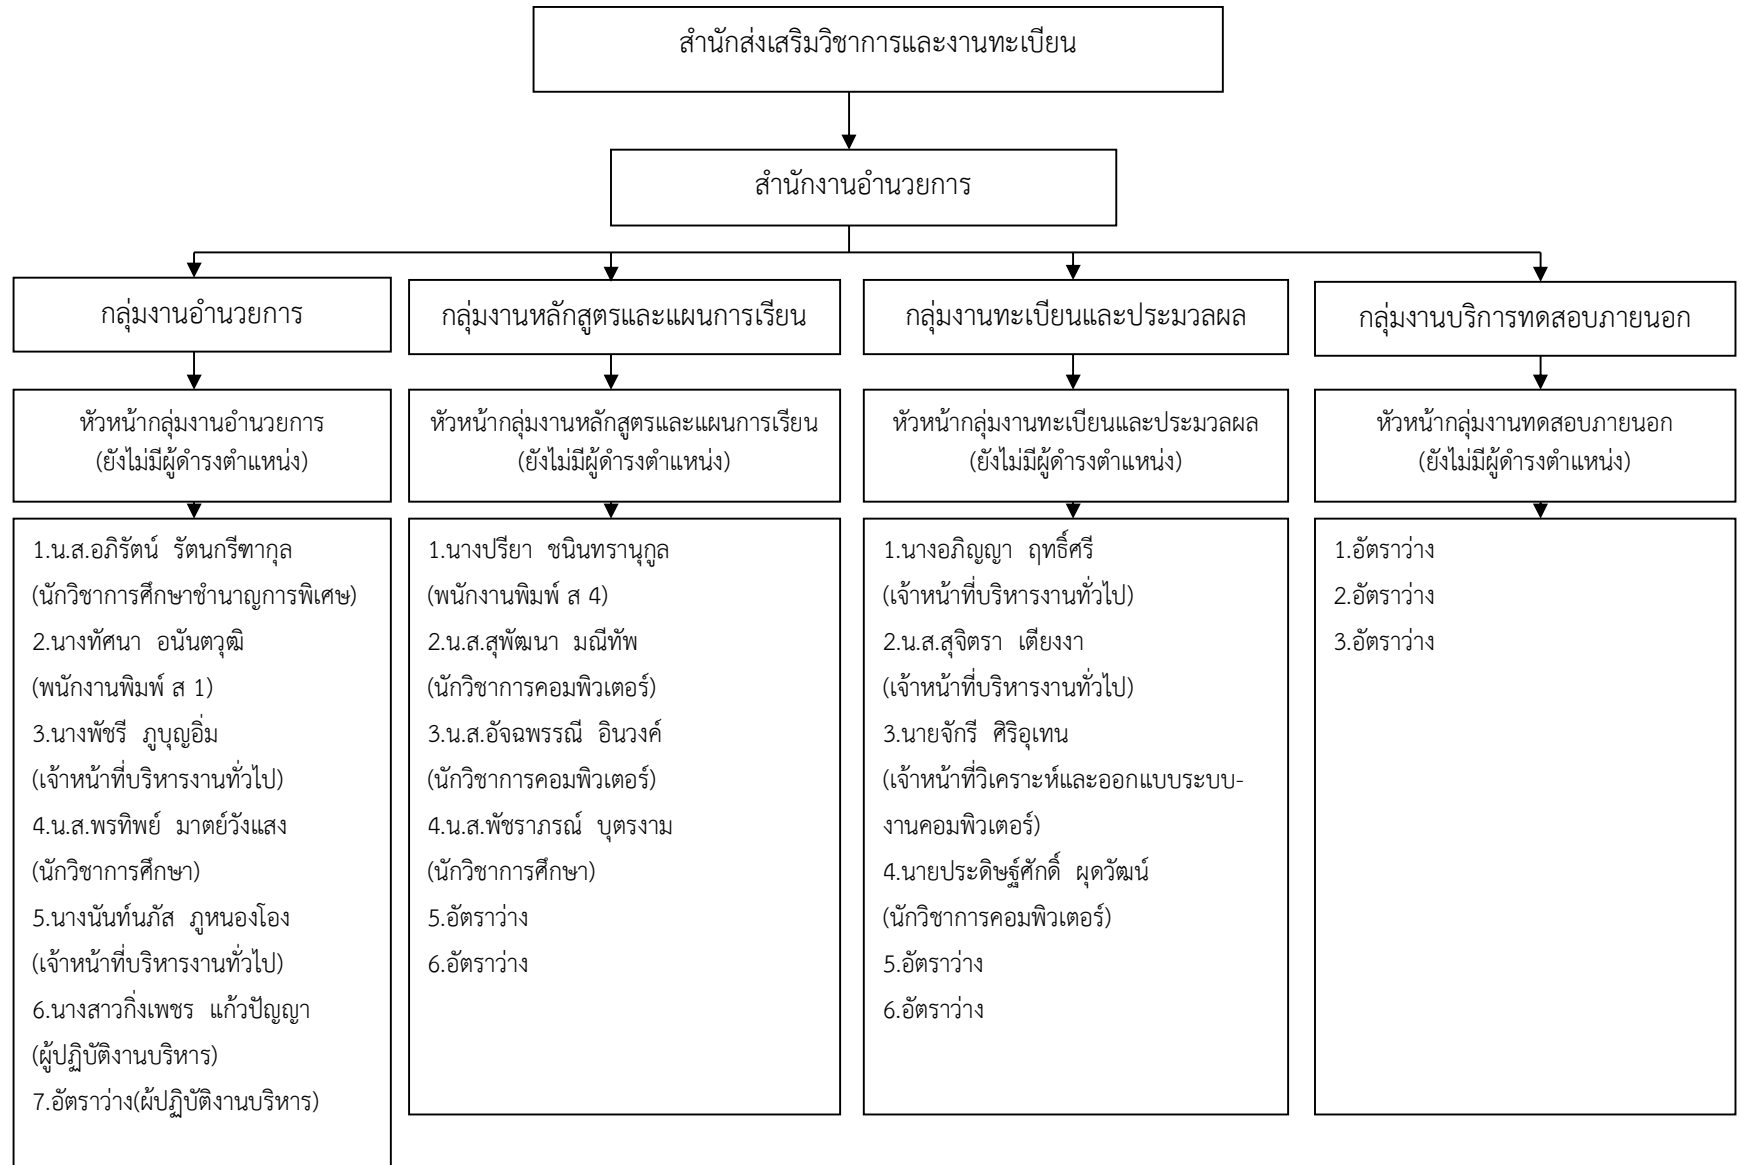 สำนักส่งเสริมวิชาการและงานทะเบียน
สำนักงานอำนวยการ
กลุ่มงานอำนวยการ
หัวหน้ากลุ่มงานอำนวยการ
(ยังไม่มีผู้ดำรงตำแหน่ง)
1.น.ส.อภิรัตน์  รัตนกรีฑากุล
(นักวิชาการศึกษาชำนาญการพิเศษ)
2.นางทัศนา  อนันตวุฒิ
(พนักงานพิมพ์ ส 1)
3.นางพัชรี  ภูบุญอิ่ม
(เจ้าหน้าที่บริหารงานทั่วไป)
4.น.ส.พรทิพย์  มาตย์วังแสง
(นักวิชาการศึกษา)
5.นางนันท์นภัส  ภูหนองโอง
(เจ้าหน้าที่บริหารงานทั่วไป)
6.นางสาวกิ่งเพชร  แก้วปัญญา
(ผู้ปฏิบัติงานบริหาร)
7.อัตราว่าง(ผ้ปฏิบัติงานบริหาร)
กลุ่มงานหลักสูตรและแผนการเรียน
หัวหน้ากลุ่มงานหลักสูตรและแผนการเรียน
(ยังไม่มีผู้ดำรงตำแหน่ง)
1.นางปรียา  ชนินทรานุกูล
(พนักงานพิมพ์ ส 4)
2.น.ส.สุพัฒนา  มณีทัพ
(นักวิชาการคอมพิวเตอร์)
3.น.ส.อัจฉพรรณี  อินวงค์
(นักวิชาการคอมพิวเตอร์)
4.น.ส.พัชราภรณ์  บุตรงาม
(นักวิชาการศึกษา)
5.อัตราว่าง
6.อัตราว่าง
กลุ่มงานทะเบียนและประมวลผล
หัวหน้ากลุ่มงานทะเบียนและประมวลผล
(ยังไม่มีผู้ดำรงตำแหน่ง)
1.นางอภิญญา  ฤทธิ์ศรี
(เจ้าหน้าที่บริหารงานทั่วไป)
2.น.ส.สุจิตรา  เตียงงา
(เจ้าหน้าที่บริหารงานทั่วไป)
3.นายจักรี  ศิริอุเทน
(เจ้าหน้าที่วิเคราะห์และออกแบบระบบ-
งานคอมพิวเตอร์)
4.นายประดิษฐ์ศักดิ์  ผุดวัฒน์
(นักวิชาการคอมพิวเตอร์)
5.อัตราว่าง
6.อัตราว่าง
กลุ่มงานบริการทดสอบภายนอก
หัวหน้ากลุ่มงานทดสอบภายนอก
(ยังไม่มีผู้ดำรงตำแหน่ง)
1.อัตราว่าง
2.อัตราว่าง
3.อัตราว่าง